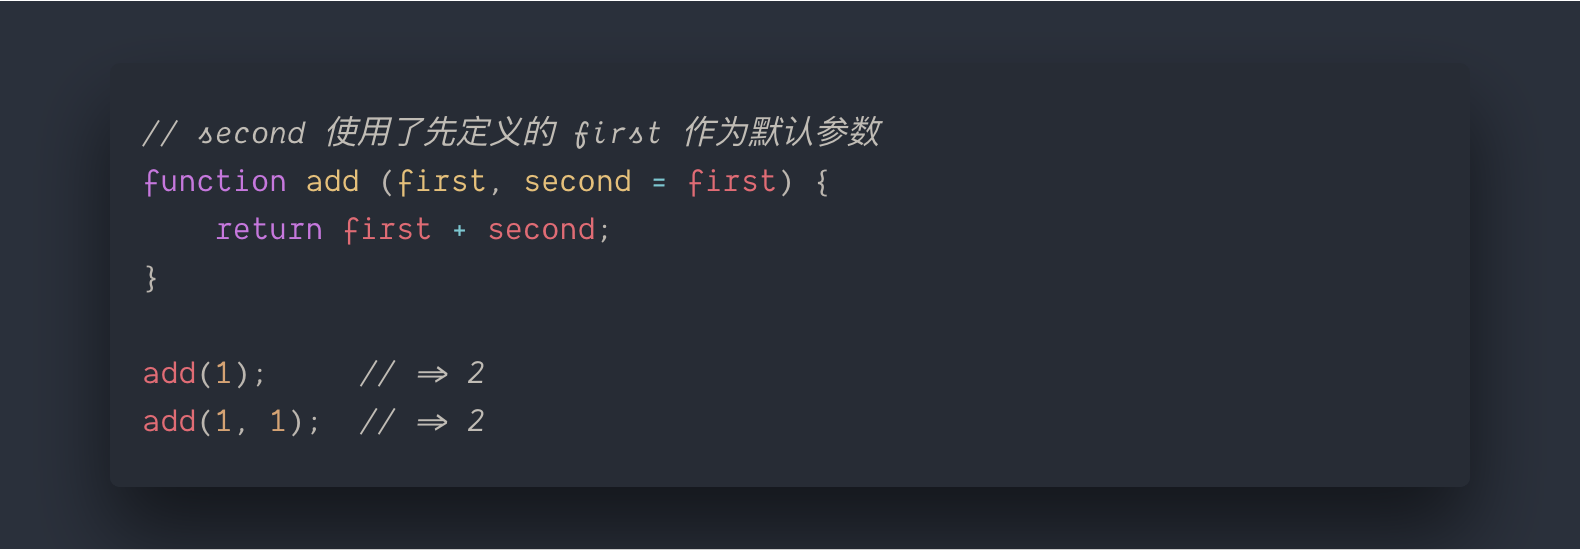 // second 使用了先定义的 first 作为默认参数
function add (first, second = first) {
    return first + second;
}
add(1);     // => 2
add(1, 1);  // => 2